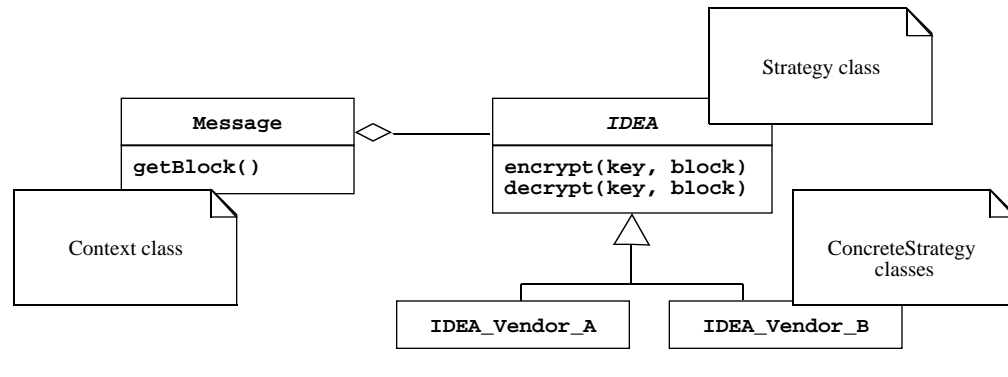 Strategy class
Message
IDEA
getBlock()
encrypt(key, block)
decrypt(key, block)
Context class
ConcreteStrategy
classes
IDEA_Vendor_A
IDEA_Vendor_B